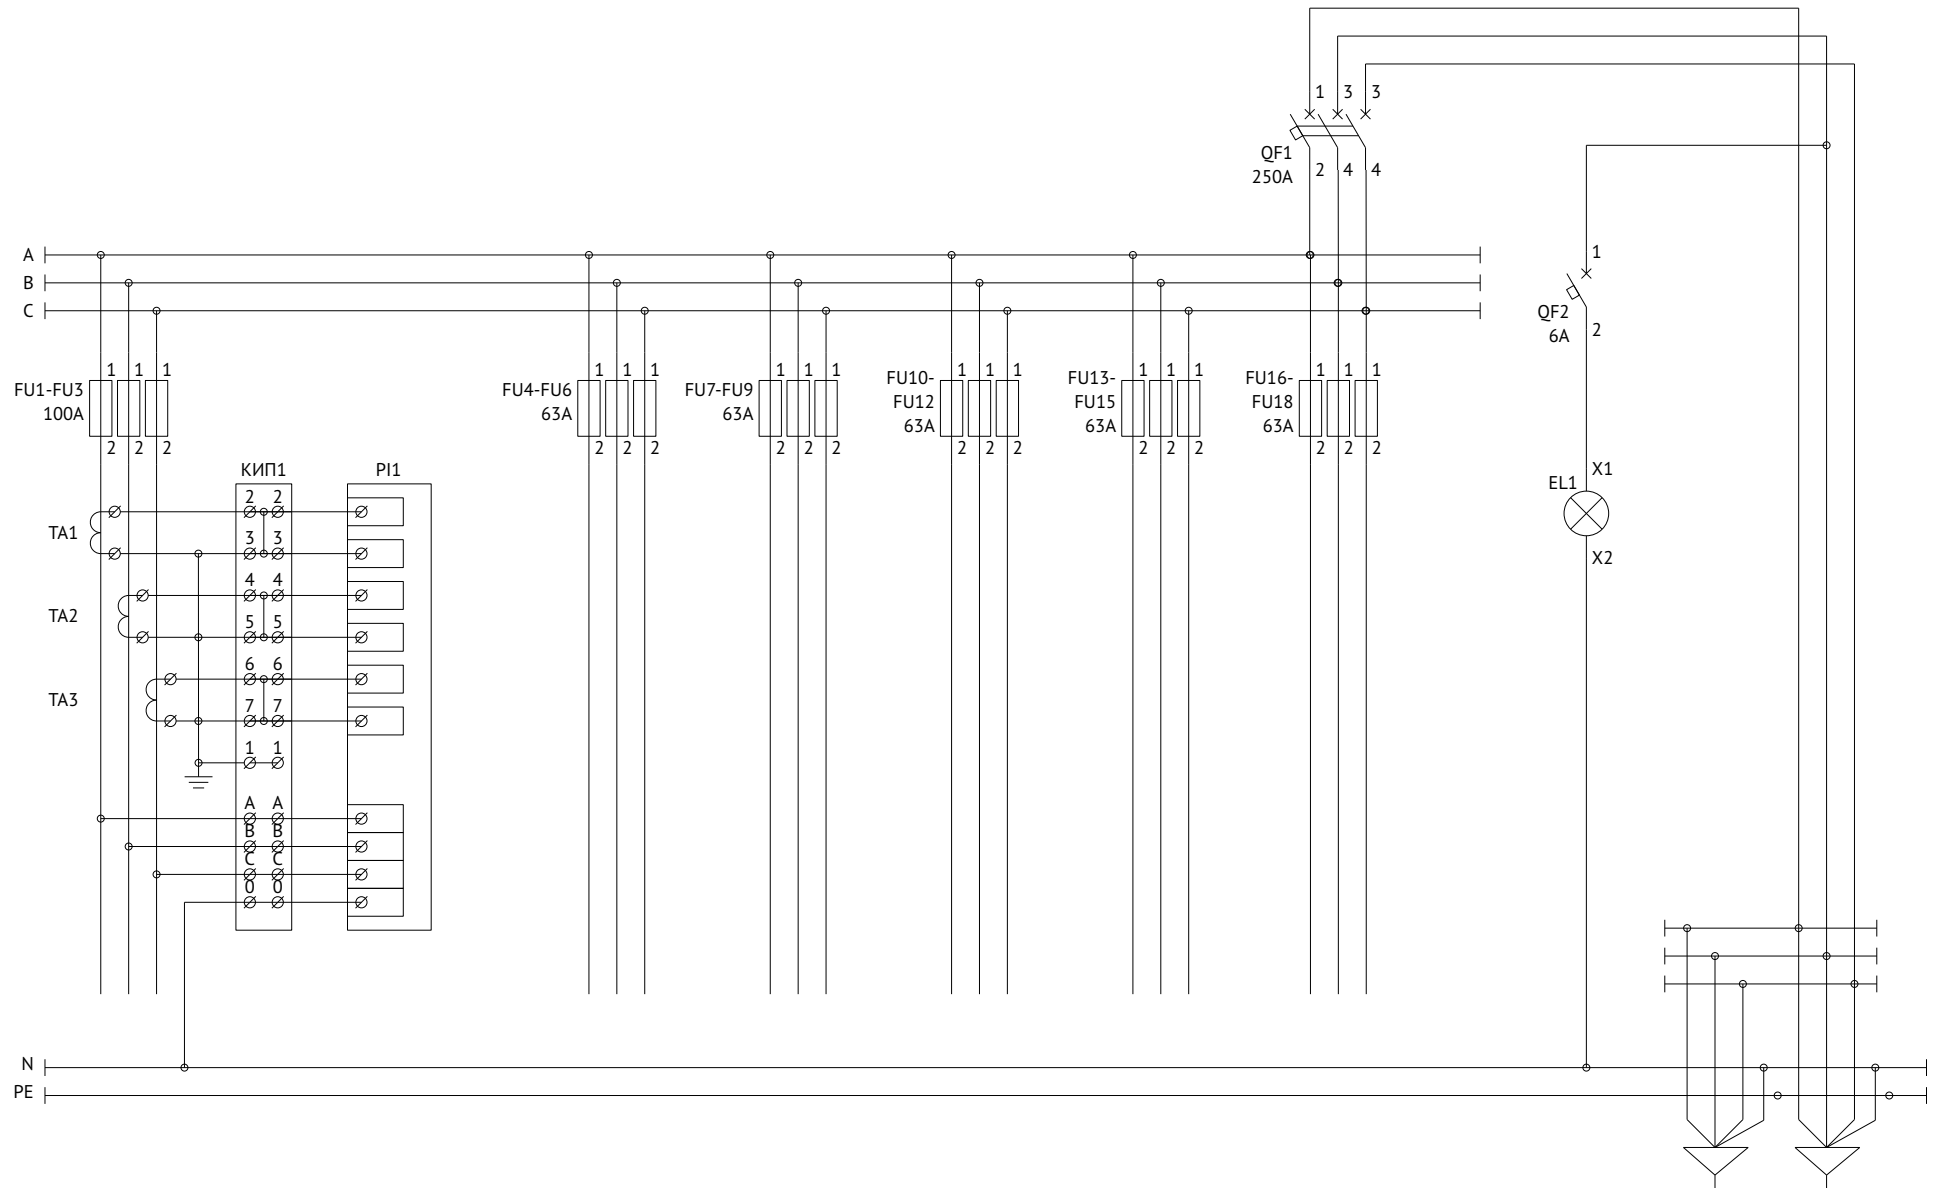 1 3 3
QF1
250A
2 4 4
A
B
C
1
QF2
6A
2
FU1-FU3
100A
1 1 1
2 2 2
FU4-FU6
63A
1 1 1
2 2 2
FU7-FU9
63A
1 1 1
2 2 2
FU10-
FU12
63A
1 1 1
2 2 2
FU13-
FU15
63A
1 1 1
2 2 2
FU16-
FU18
63A
1 1 1
2 2 2
КИП1
PI1
X1
EL1
X2
TA1
TA2
TA3
2 2
3 3
4 4
5 5
6 6
7 7
1 1
A A
B B
C C
0 0
N
PE